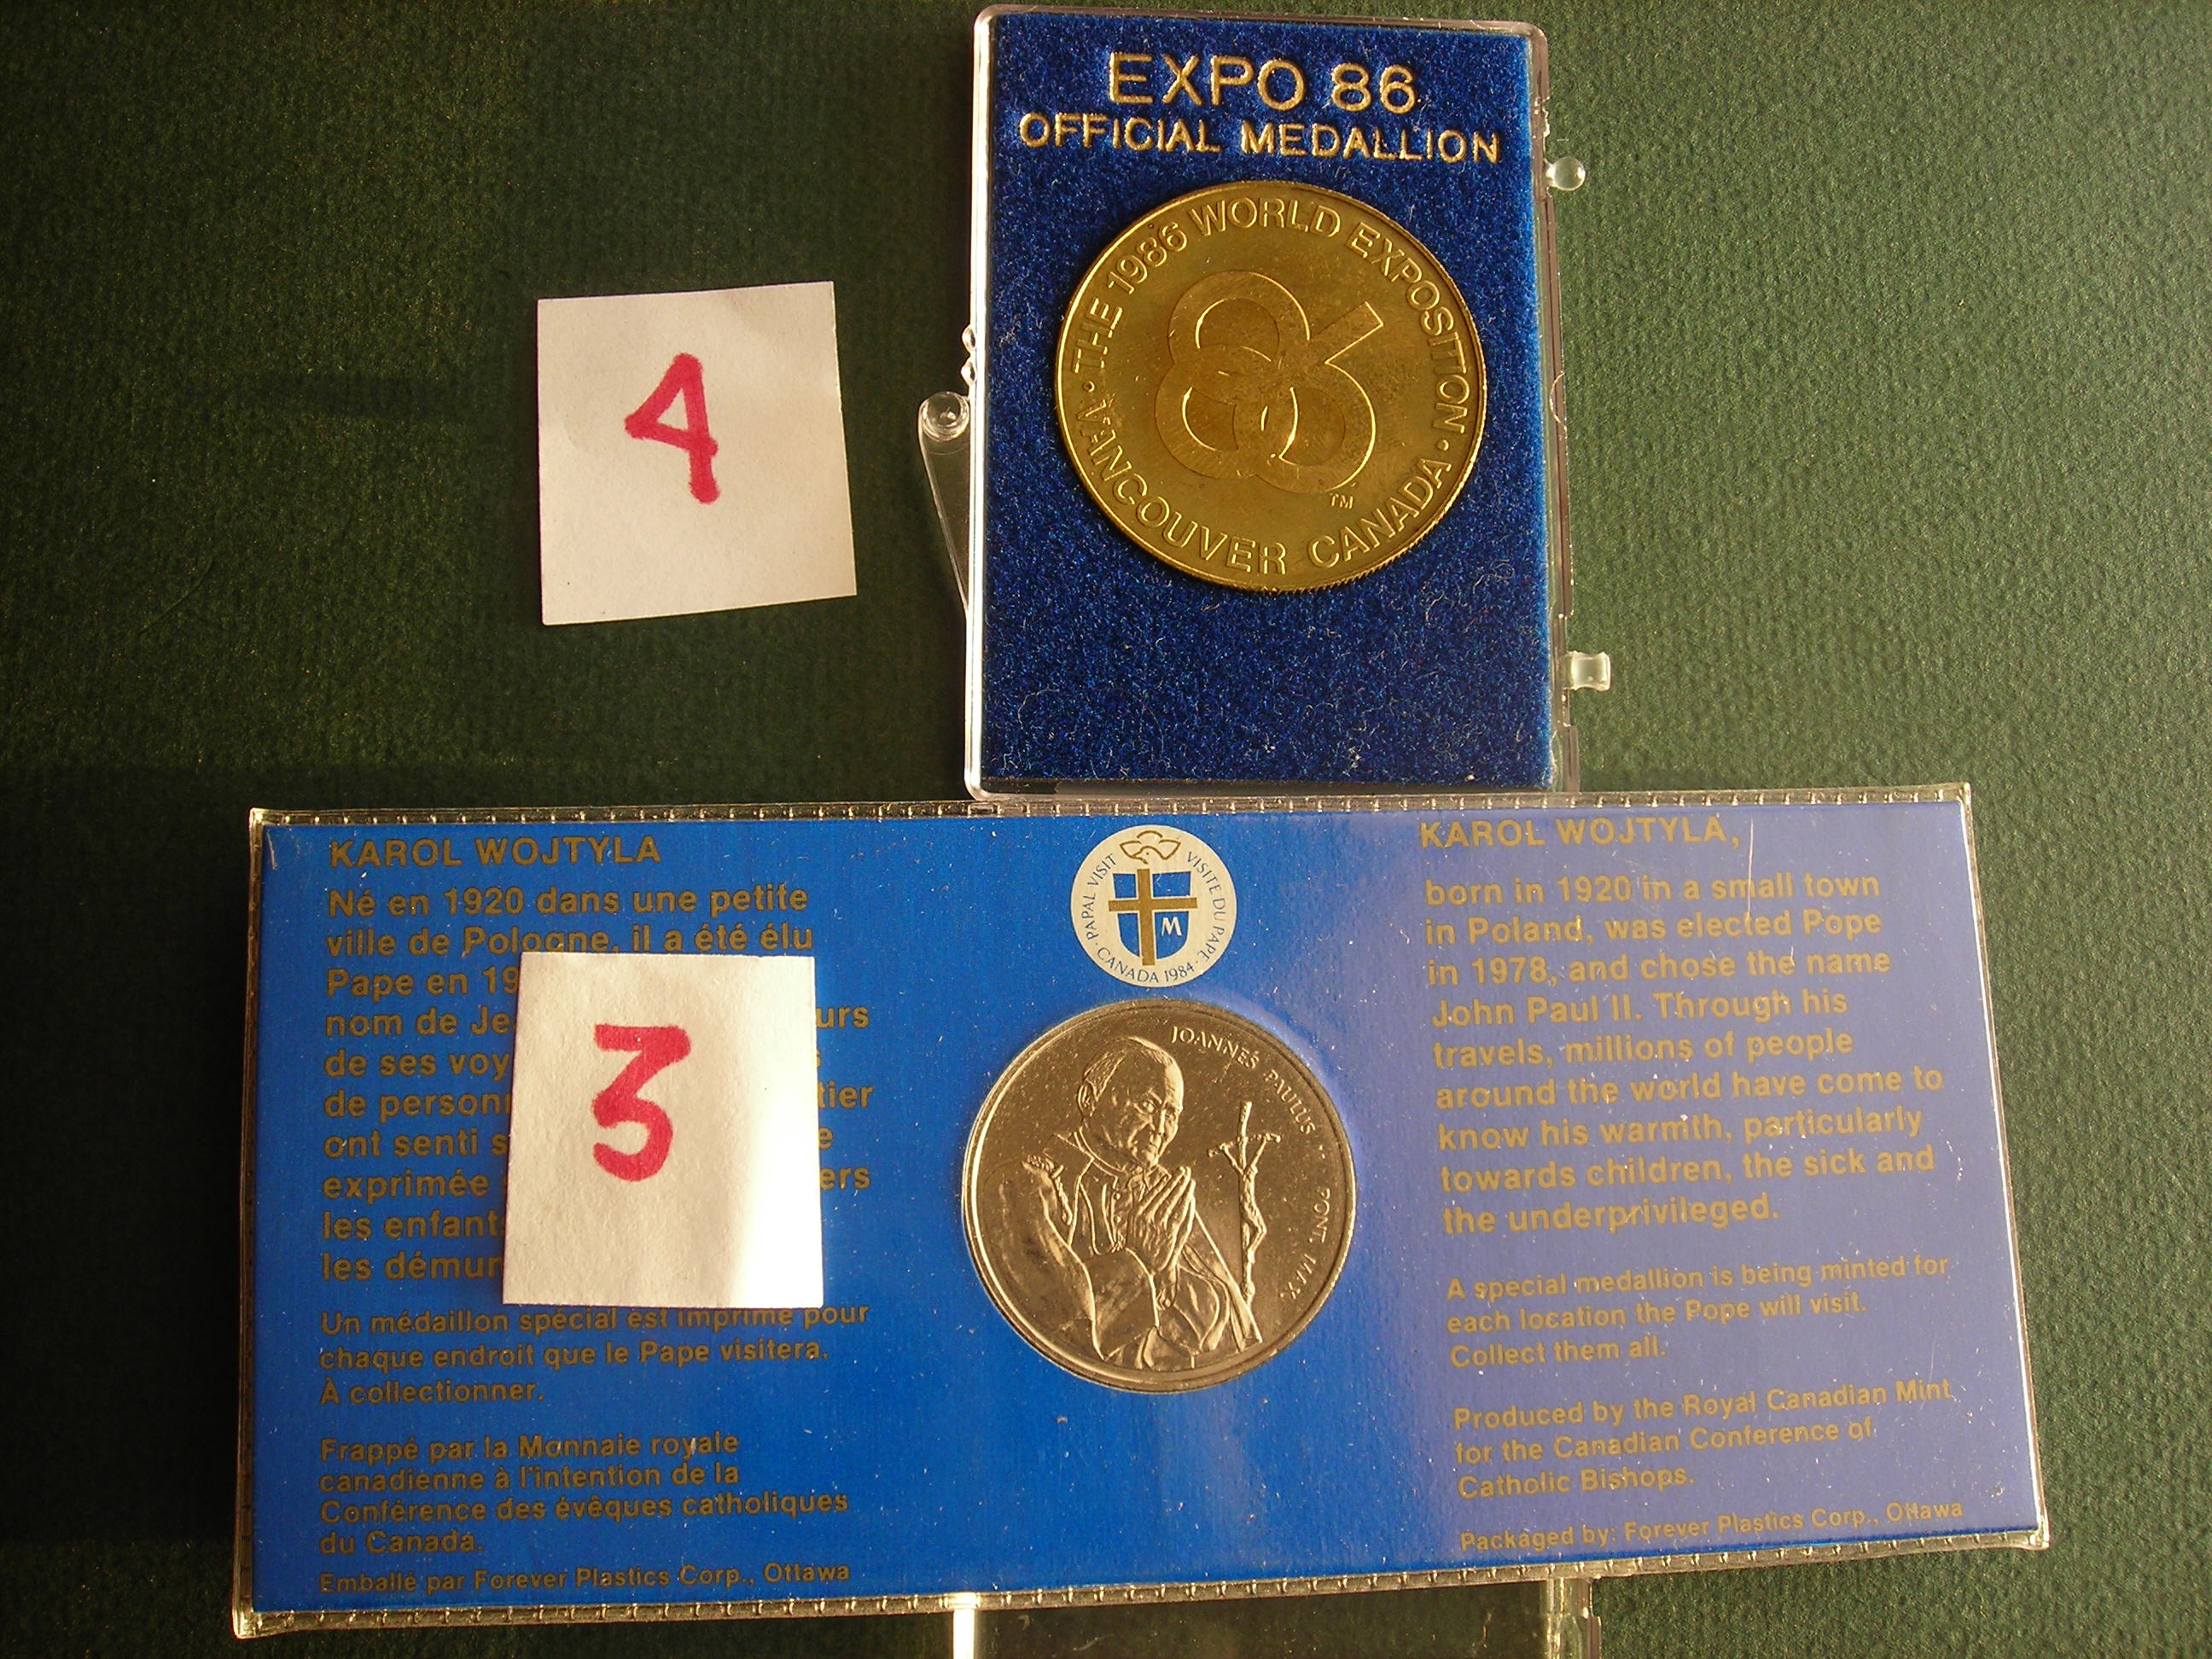 EXPO 86
OFFICIAL MEDALLION
· THE 1986 WORLD EXPOSITION ·
VANCOUVER CANADA
TM
4
KAROL WOJTYLA
Né en 1920 dans une petite
ville de Pologne, il a été élu
Pape en 19
nom de Je urs
de ses voy s
de person tier
ont senti s e
exprimée ers
les enfant
les démun
Un médaillon spécial est imprimé pour
chaque endroit que le Pape visitera.
À collectionner.
Frappé par la Monnaie royale
canadienne à l'intention de la
Conférence des évêques catholiques
du Canada.
Emballé par Forever Plastics Corp., Ottawa
3
PAPAL VISIT VISITE DU PAPE
· CANADA 1984 ·
M
JOANNES PAULUS II PONT. MAX.
KAROL WOJTYLA,
born in 1920 in a small town
in Poland, was elected Pope
in 1978, and chose the name
John Paul II. Through his
travels, millions of people
around the world have come to
know his warmth, particularly
towards children, the sick and
the underprivileged.
A special medallion is being minted for
each location the Pope will visit.
Collect them all.
Produced by the Royal Canadian Mint
for the Canadian Conference of
Catholic Bishops.
Packaged by: Forever Plastics Corp., Ottawa